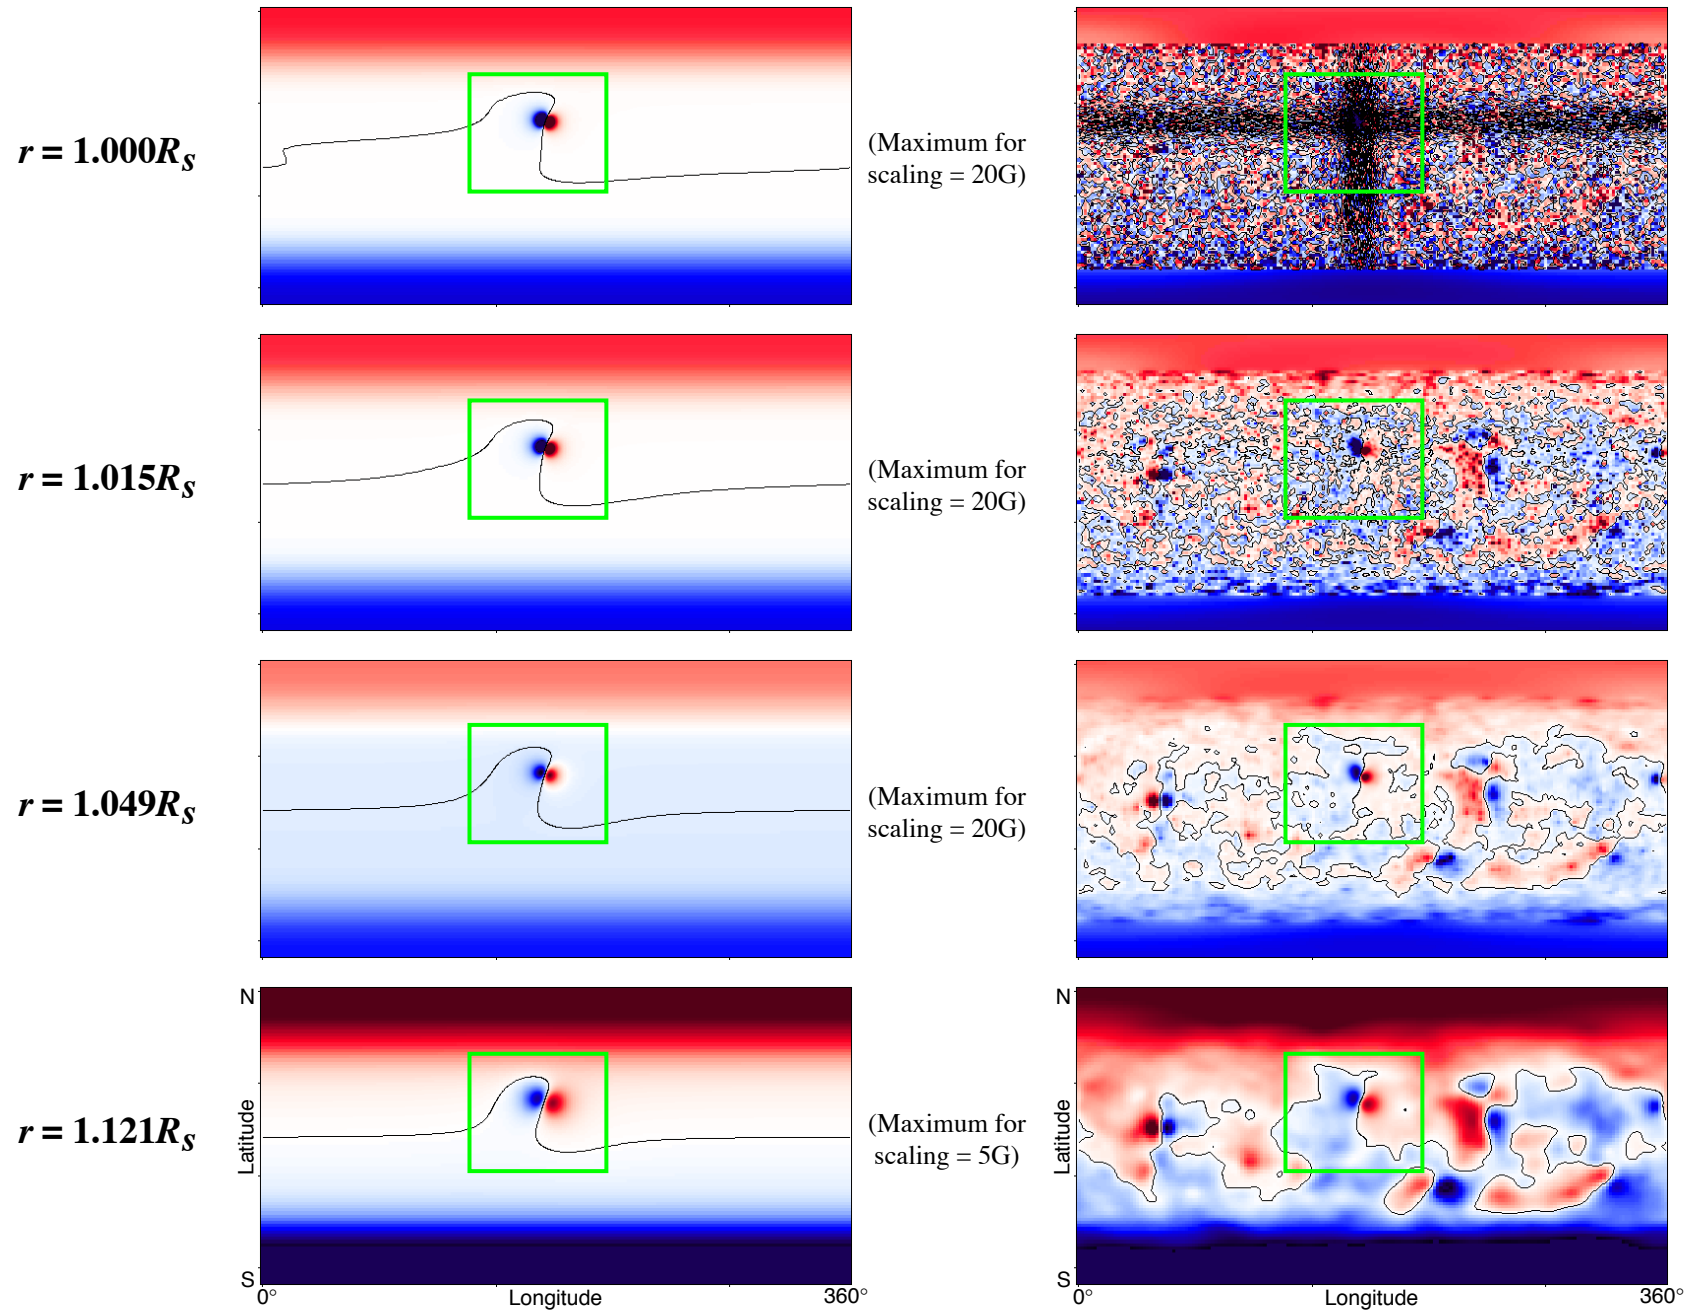 r = 1.000Rs
(Maximum for
scaling = 20G)
r = 1.015Rs
(Maximum for
scaling = 20G)
r = 1.049Rs
(Maximum for
scaling = 20G)
r = 1.121Rs
N
Latitude
S
0°
Longitude
360°
(Maximum for
scaling = 5G)
N
Latitude
S
0°
Longitude
360°